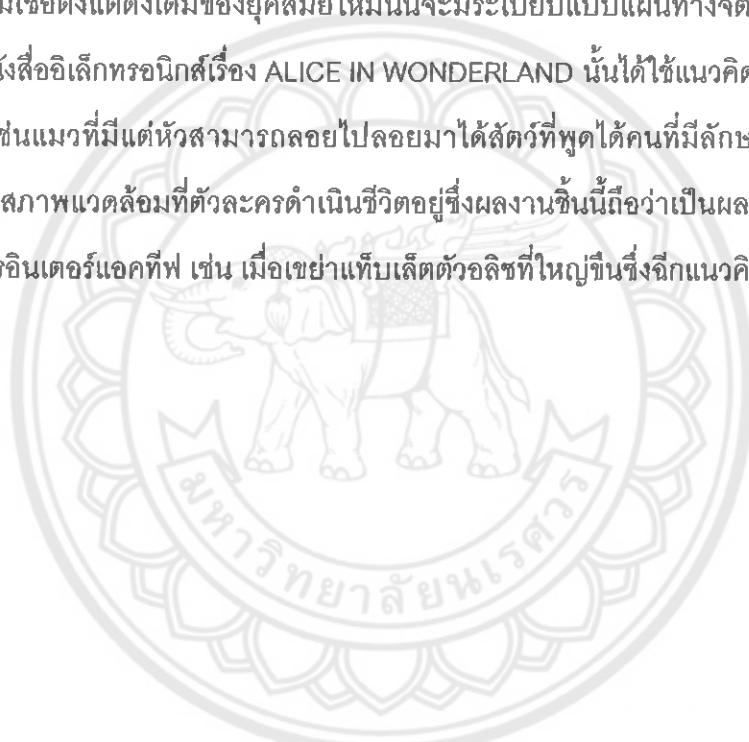 มเชื่อดั้งแต่ดั้งเดิมของยุคสมัยใหม่นั้นจะมีระเบียบแบบแผนทางจิต
นังสืออิเล็กทรอนิกส์เรื่อง ALICE IN WONDERLAND นั้นได้ใช้แนวคิด
ช่นแมวที่มีแต่หัวสามารถลอยไปลอยมาได้สัตว์ที่พูดได้คนที่มีลักษ
สภาพแวดล้อมที่ตัวละครดำเนินชีวิตอยู่ซึ่งผลงานชิ้นนี้ถือว่าเป็นผล
รอินเตอร์แอคทีฟ เช่น เมื่อเขย่าแท็บเล็ตตัวอลิซที่ใหญ่ขึ้นซึ่งฉีกแนวคิ
มหาวิทยาลัยนเรศวร